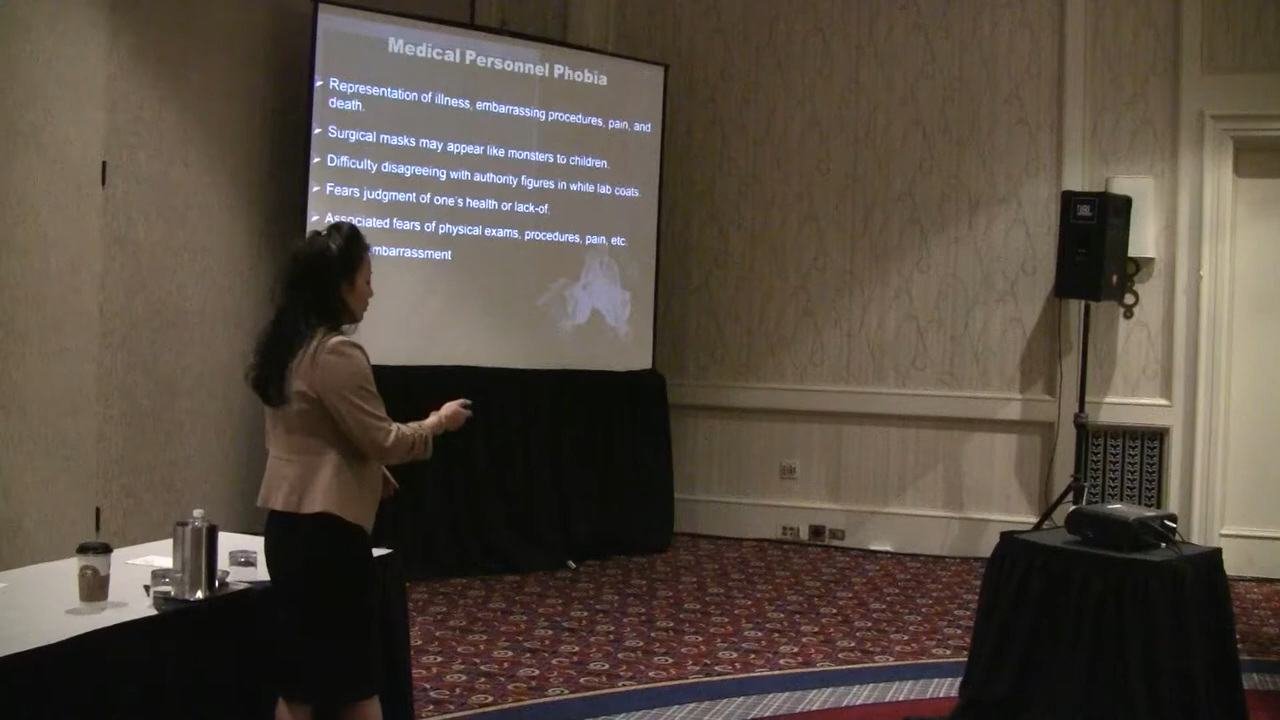 Medical Personnel Phobia
Representation of illness, embarrassing procedures, pain, and
death.
Surgical masks may appear like monsters to children.
Difficulty disagreeing with authority figures in white lab coats.
Fears judgment of one's health or lack-of.
Associated fears of physical exams, procedures, pain, etc.
mbarrassment